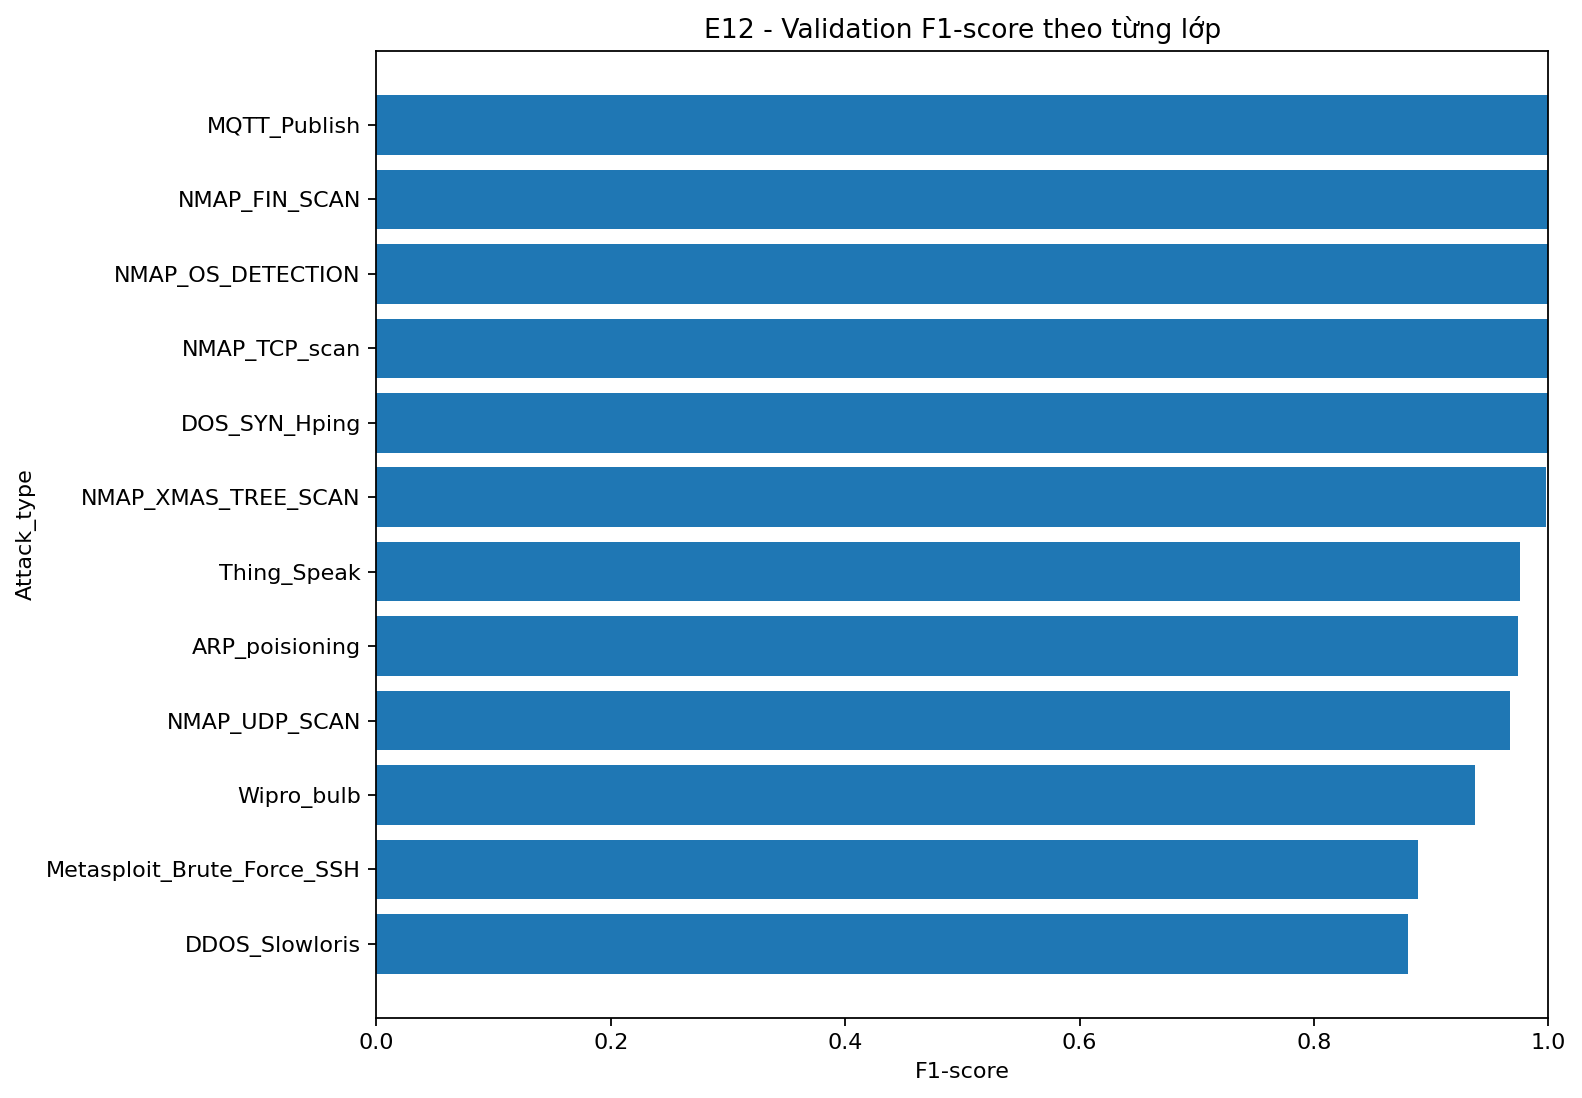 E12 - Validation F1-score theo từng lớp
Attack_type
MQTT_Publish
NMAP_FIN_SCAN
NMAP_OS_DETECTION
NMAP_TCP_scan
DOS_SYN_Hping
NMAP_XMAS_TREE_SCAN
Thing_Speak
ARP_poisioning
NMAP_UDP_SCAN
Wipro_bulb
Metasploit_Brute_Force_SSH
DDOS_Slowloris
0.0 0.2 0.4 0.6 0.8 1.0
F1-score